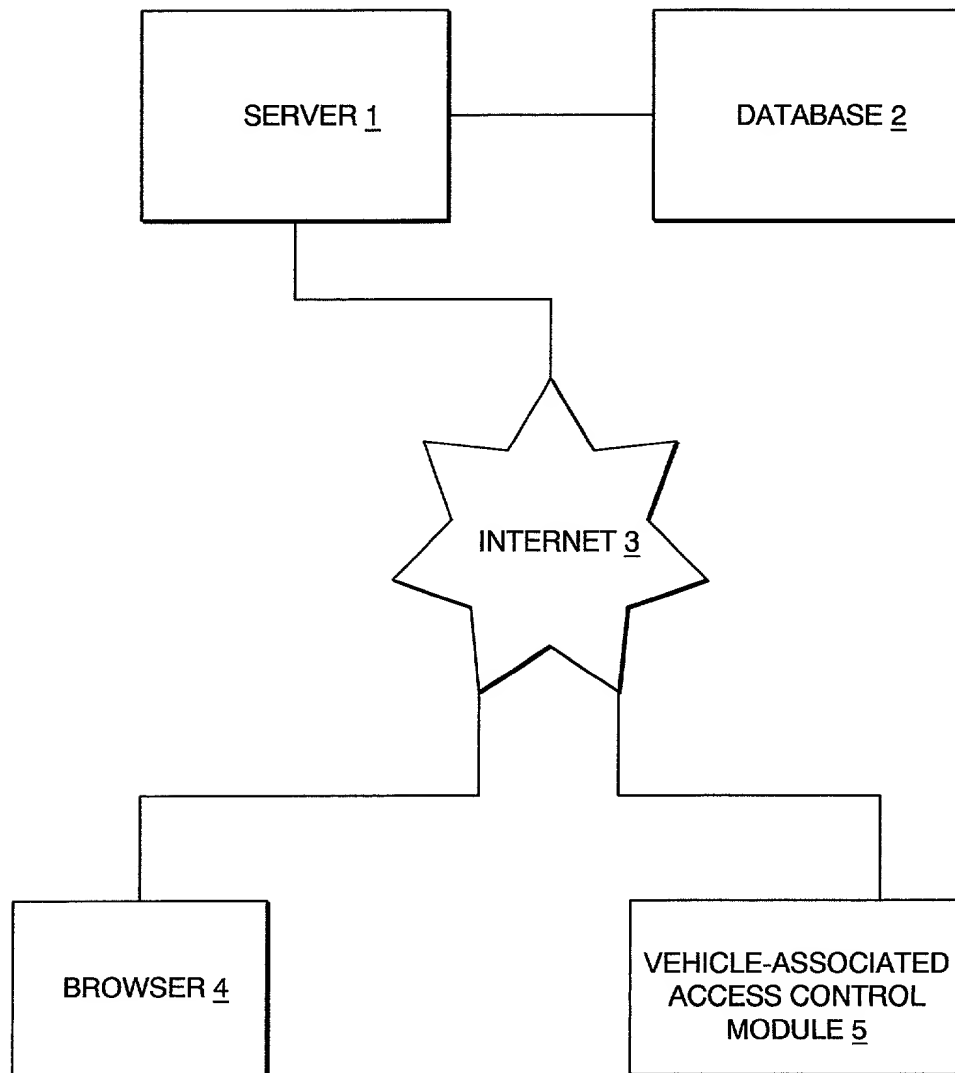 SERVER 1
DATABASE 2
INTERNET 3
BROWSER 4
VEHICLE-ASSOCIATED
ACCESS CONTROL
MODULE 5